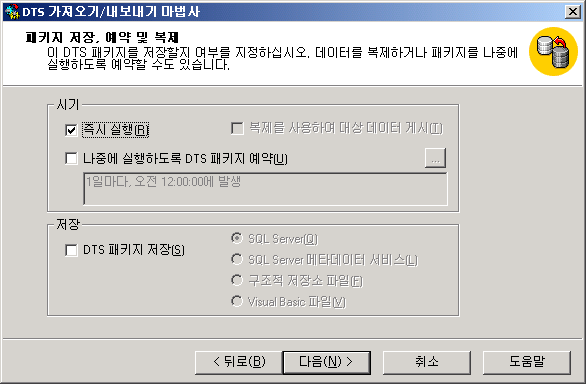 DTS 가져오기/내보내기 마법사
패키지 저장, 예약 및 복제
이 DTS 패키지를 저장할지 여부를 지정하십시오. 데이터를 복제하거나 패키지를 나중에
실행하도록 예약할 수도 있습니다.
시기
즉시 실행(R)
복제를 사용하여 대상 데이터 게시(T)
나중에 실행하도록 DTS 패키지 예약(U)
...
1일마다, 오전 12:00:00에 발생
저장
DTS 패키지 저장(S)
SQL Server(Q)
SQL Server 메타데이터 서비스(L)
구조적 저장소 파일(F)
Visual Basic 파일(V)
< 뒤로(B)
다음(N) >
취소
도움말